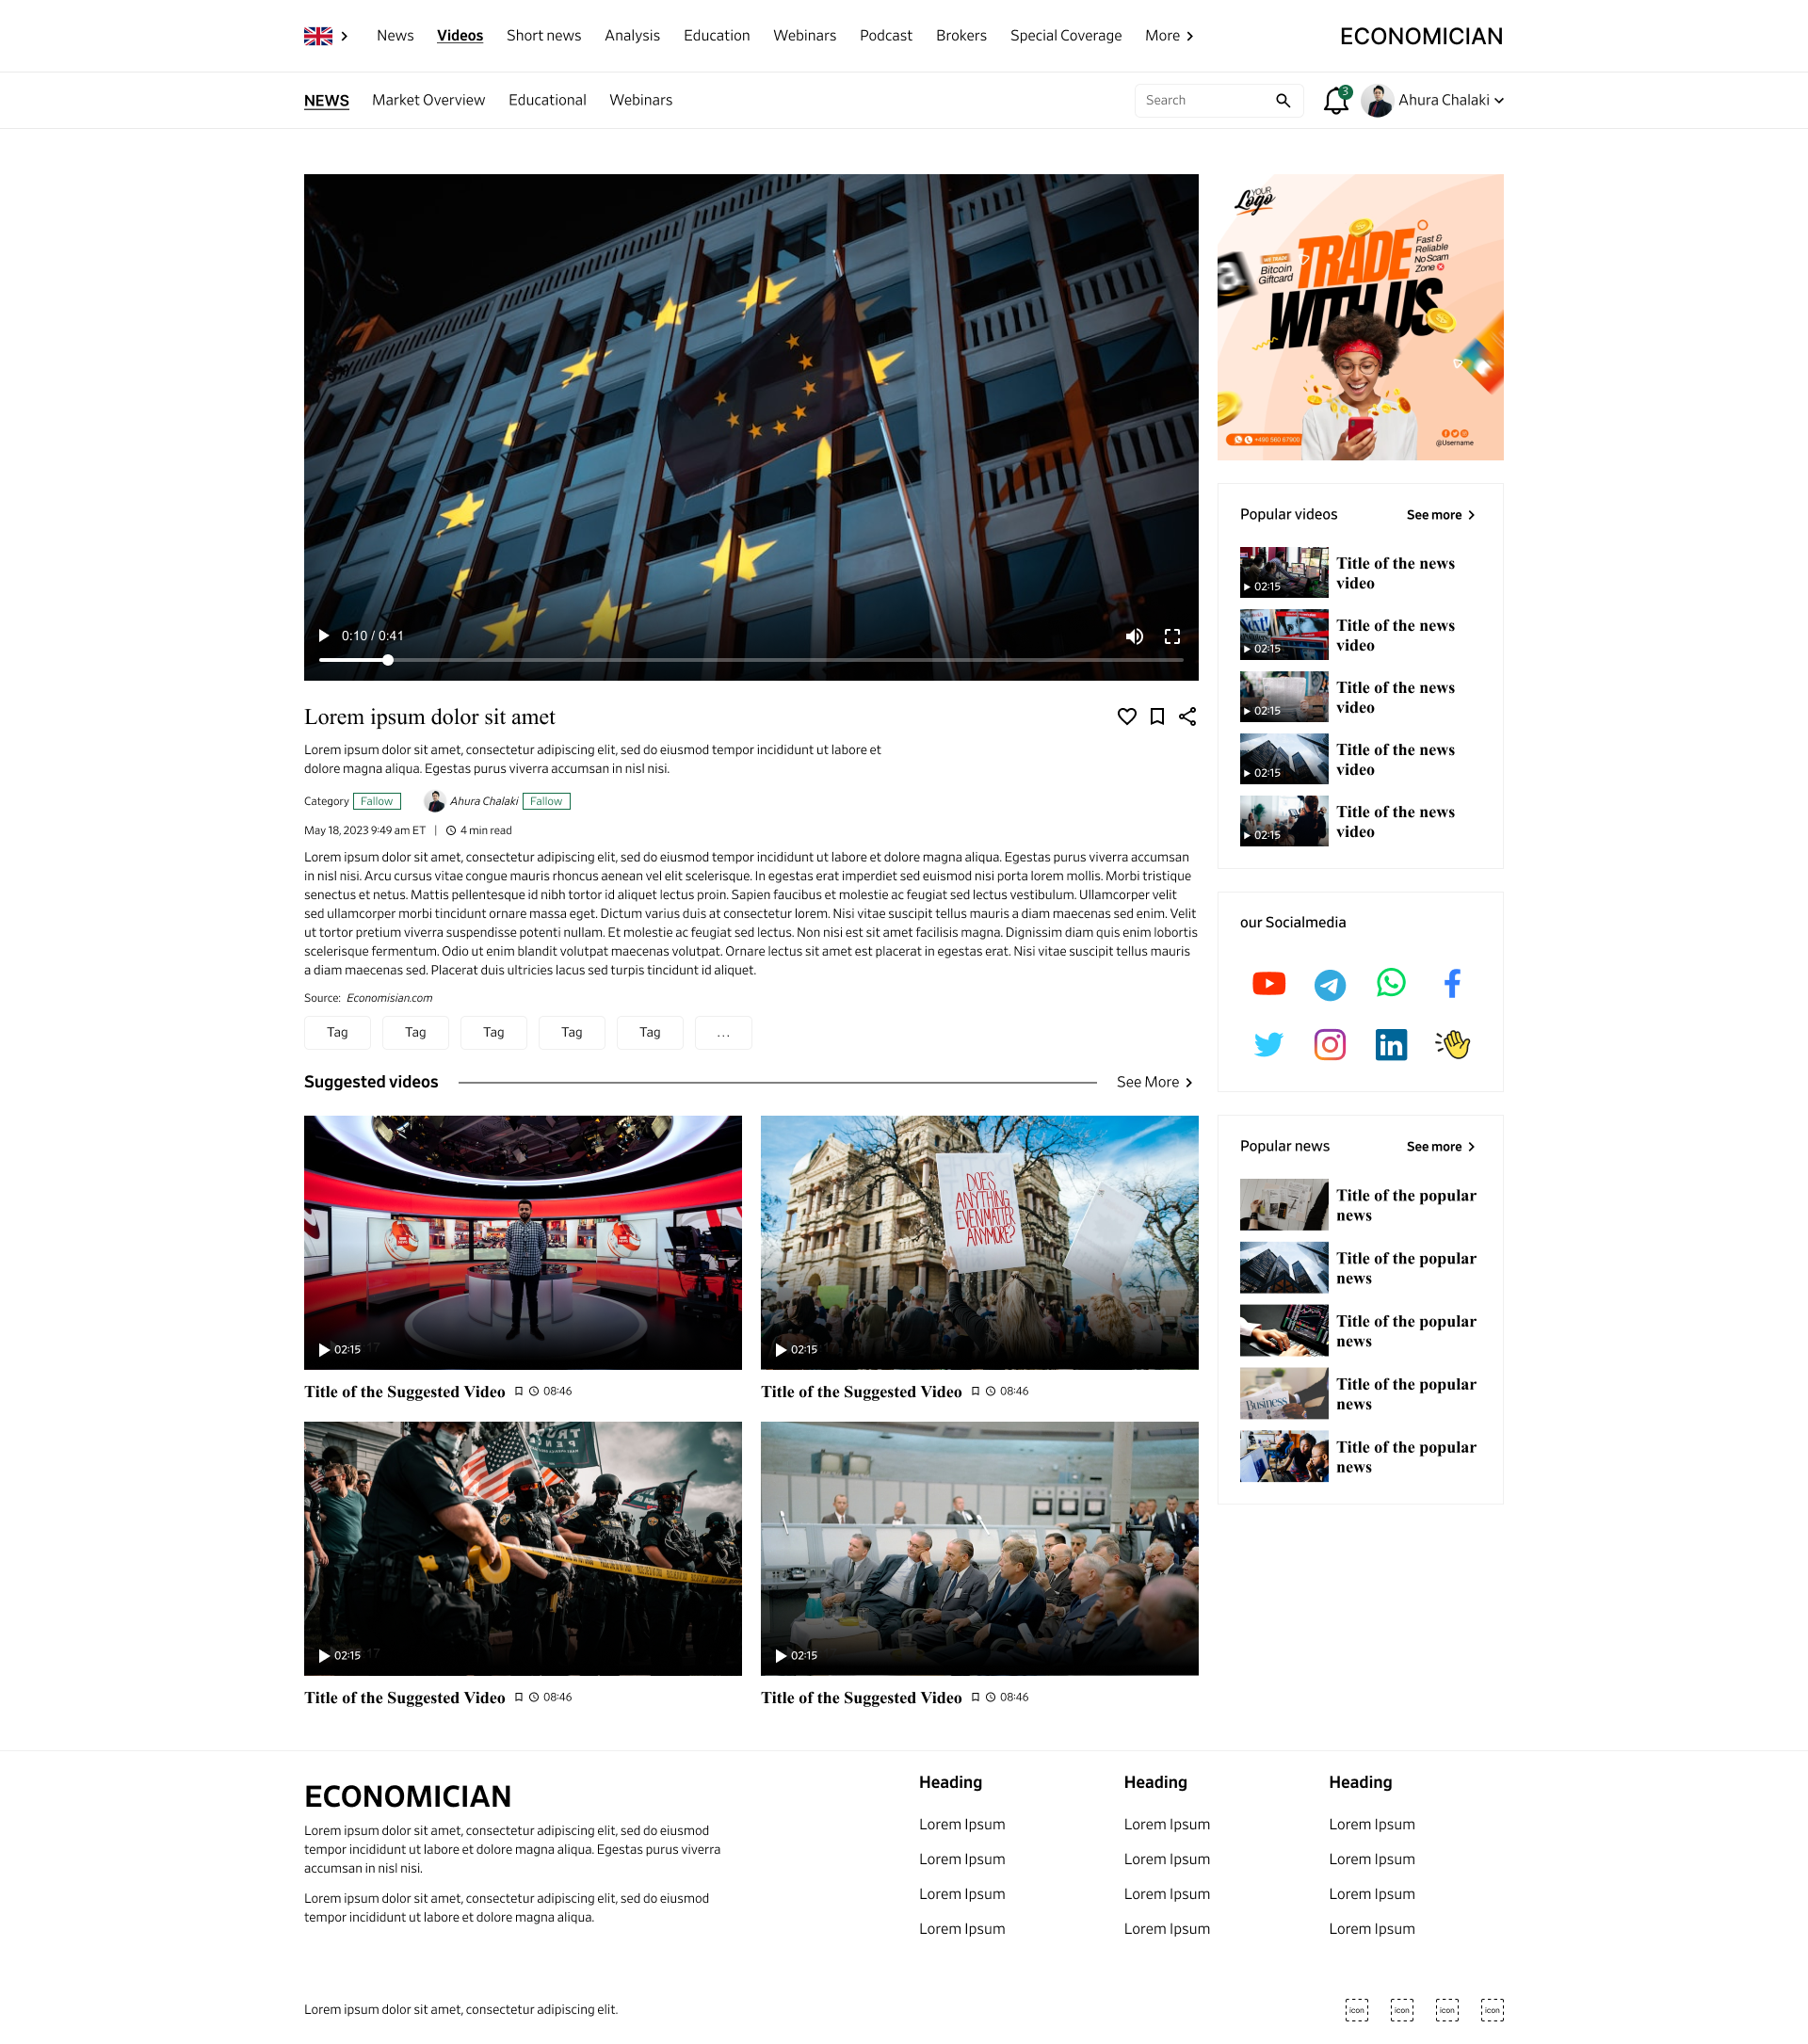 News Videos Short news Analysis Education Webinars Podcast Brokers Special Coverage More ECONOMICIAN
NEWS Market Overview Educational Webinars Search 3 Ahura Chalaki
0:10 / 0:41
Lorem ipsum dolor sit amet
Lorem ipsum dolor sit amet, consectetur adipiscing elit, sed do eiusmod tempor incididunt ut labore et
dolore magna aliqua. Egestas purus viverra accumsan in nisl nisi.
Category Fallow Ahura Chalaki Fallow
May 18, 2023 9:49 am ET | 4 min read
Lorem ipsum dolor sit amet, consectetur adipiscing elit, sed do eiusmod tempor incididunt ut labore et dolore magna aliqua. Egestas purus viverra accumsan
in nisl nisi. Arcu cursus vitae congue mauris rhoncus aenean vel elit scelerisque. In egestas erat imperdiet sed euismod nisi porta lorem mollis. Morbi tristique
senectus et netus. Mattis pellentesque id nibh tortor id aliquet lectus proin. Sapien faucibus et molestie ac feugiat sed lectus vestibulum. Ullamcorper velit
sed ullamcorper morbi tincidunt ornare massa eget. Dictum varius duis at consectetur lorem. Nisi vitae suscipit tellus mauris a diam maecenas sed enim. Velit
ut tortor pretium viverra suspendisse potenti nullam. Et molestie ac feugiat sed lectus. Non nisi est sit amet facilisis magna. Dignissim diam quis enim lobortis
scelerisque fermentum. Odio ut enim blandit volutpat maecenas volutpat. Ornare lectus sit amet est placerat in egestas erat. Nisi vitae suscipit tellus mauris
a diam maecenas sed. Placerat duis ultricies lacus sed turpis tincidunt id aliquet.
Source: Economisian.com
Tag Tag Tag Tag Tag ...
Suggested videos See More
02:15
DOES
ANYTHING
EVEN MATTER
ANYMORE?
02:15
Title of the Suggested Video 08:46
Title of the Suggested Video 08:46
02:15
02:15
Title of the Suggested Video 08:46
Title of the Suggested Video 08:46
YOUR
Logo
TRADE
WITH US
WE TRADE
Bitcoin
Giftcard
Fast &
Reliable
No Scam
Zone
+490 560 67900
@Username
Popular videos See more
02:15
Title of the news
video
02:15
Title of the news
video
02:15
Title of the news
video
02:15
Title of the news
video
02:15
Title of the news
video
our Socialmedia
Popular news See more
Title of the popular
news
Title of the popular
news
Title of the popular
news
Business
Title of the popular
news
Title of the popular
news
ECONOMICIAN
Lorem ipsum dolor sit amet, consectetur adipiscing elit, sed do eiusmod
tempor incididunt ut labore et dolore magna aliqua. Egestas purus viverra
accumsan in nisl nisi.
Lorem ipsum dolor sit amet, consectetur adipiscing elit, sed do eiusmod
tempor incididunt ut labore et dolore magna aliqua.
Heading
Lorem Ipsum
Lorem Ipsum
Lorem Ipsum
Lorem Ipsum
Heading
Lorem Ipsum
Lorem Ipsum
Lorem Ipsum
Lorem Ipsum
Heading
Lorem Ipsum
Lorem Ipsum
Lorem Ipsum
Lorem Ipsum
Lorem ipsum dolor sit amet, consectetur adipiscing elit.
icon icon icon icon